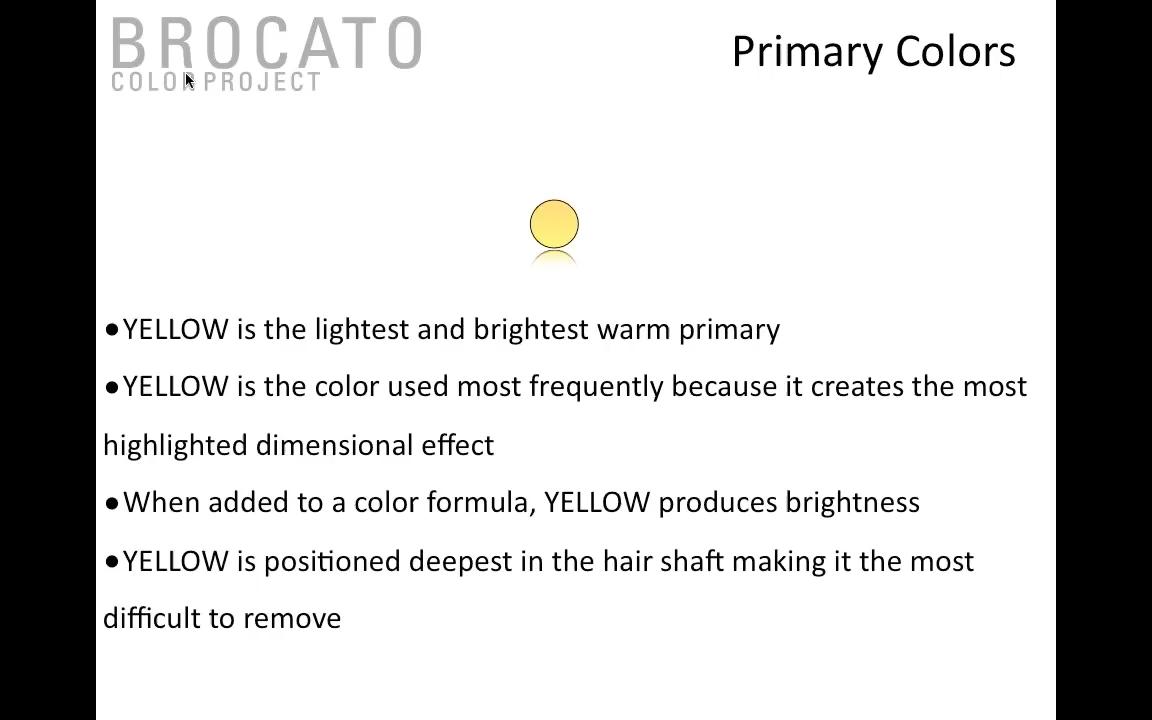 BROCATO
COLOR PROJECT
Primary Colors
●YELLOW is the lightest and brightest warm primary
●YELLOW is the color used most frequently because it creates the most
highlighted dimensional effect
●When added to a color formula, YELLOW produces brightness
●YELLOW is positioned deepest in the hair shaft making it the most
difficult to remove